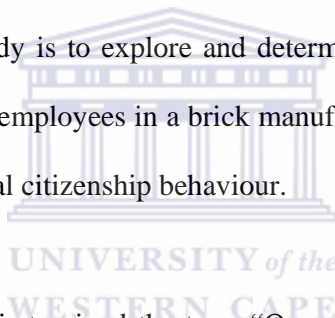 dy is to explore and determ
employees in a brick manuf
al citizenship behaviour.
UNIVERSITY of the
WESTERN CAPE